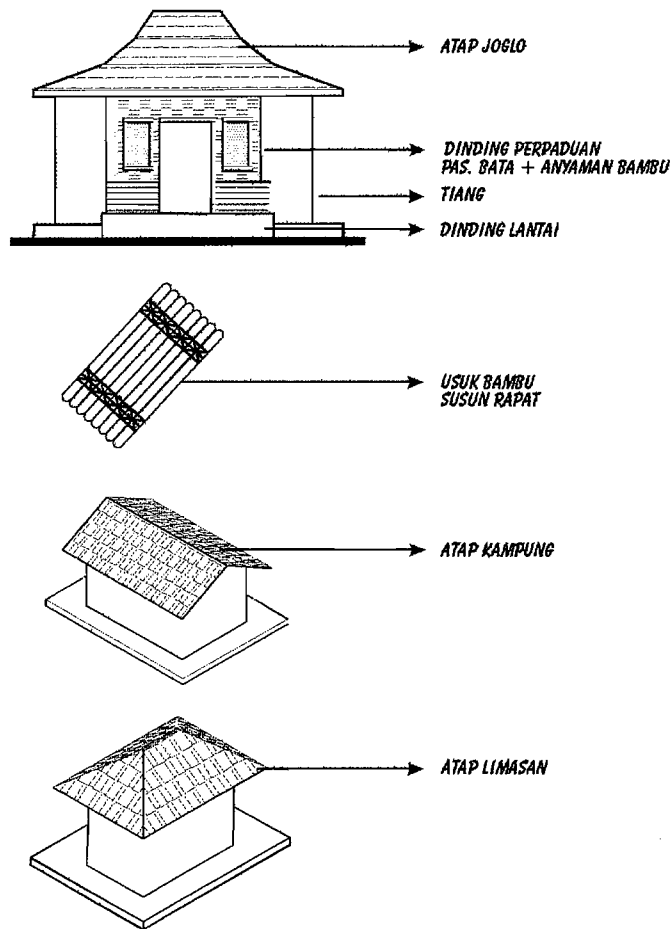 ATAP JOGLO
DINDING PERPADUAN
PAS. BATA + ANYAMAN BAMBU
TIANG
DINDING LANTAI
USUK BAMBU
SUSUN RAPAT
ATAP KAMPUNG
ATAP LIMASAN